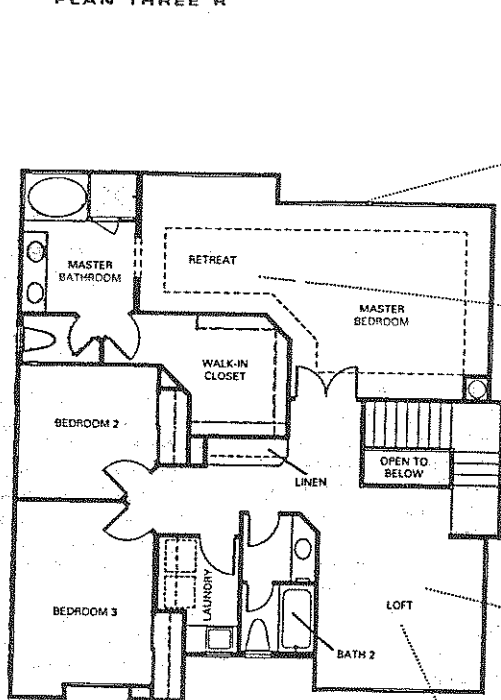 PLAN THREE R
RETREAT
MASTER
BATHROOM
MASTER
BEDROOM
WALK-IN
CLOSET
BEDROOM 2
OPEN TO
BELOW
LINEN
LAUNDRY
BEDROOM 3
LOFT
BATH 2